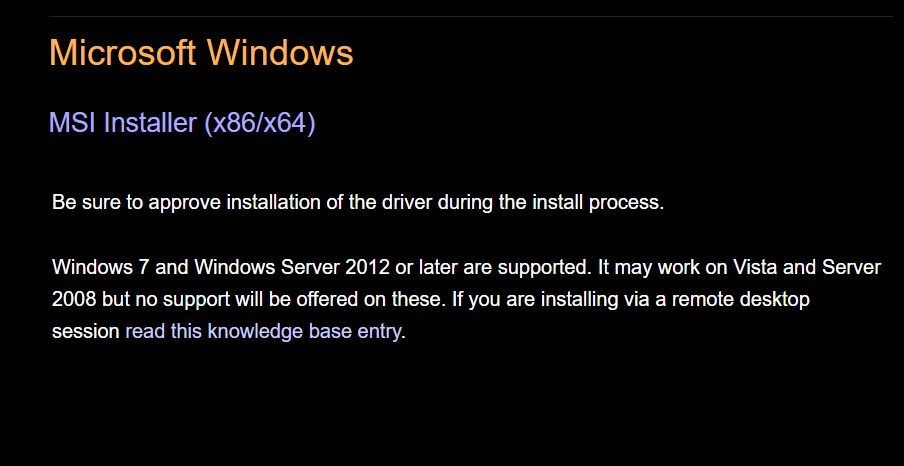 Microsoft Windows
MSI Installer (x86/x64)
Be sure to approve installation of the driver during the install process.
Windows 7 and Windows Server 2012 or later are supported. It may work on Vista and Server
2008 but no support will be offered on these. If you are installing via a remote desktop
session read this knowledge base entry.